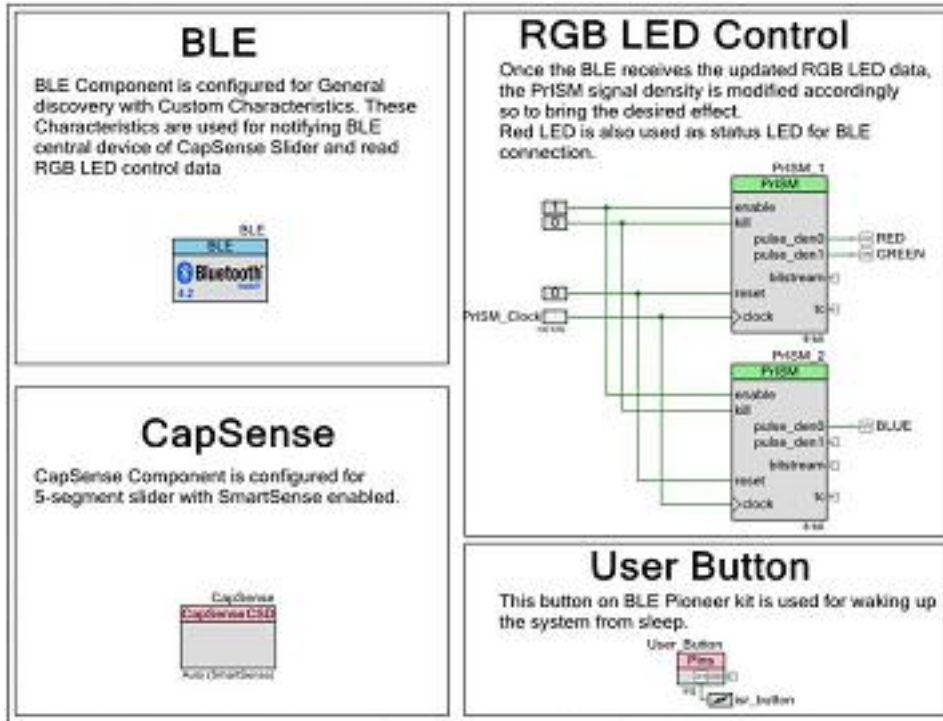 BLE
BLE Component is configured for General
discovery with Custom Characteristics. These
Characteristics are used for notifying BLE
central device of CapSense Slider and read
RGB LED control data
BLE
BLE
Bluetooth
4.2
CapSense
CapSense Component is configured for
5-segment slider with SmartSense enabled.
CapSense
CapSense CSD
Auto (SmartSense)
RGB LED Control
Once the BLE receives the updated RGB LED data,
the PrISM signal density is modified accordingly
so to bring the desired effect.
Red LED is also used as status LED for BLE
connection.
PrISM_1
PrISM
1
enable
0
kill
pulse_den0
RED
pulse_den1
GREEN
bitstream
0
reset
tc
PrISM_Clock
clock
8-bit
PrISM_2
PrISM
enable
kill
pulse_den0
BLUE
pulse_den1
bitstream
reset
tc
clock
8-bit
User Button
This button on BLE Pioneer kit is used for waking up
the system from sleep.
User_Button
Pins
irq
isr_button